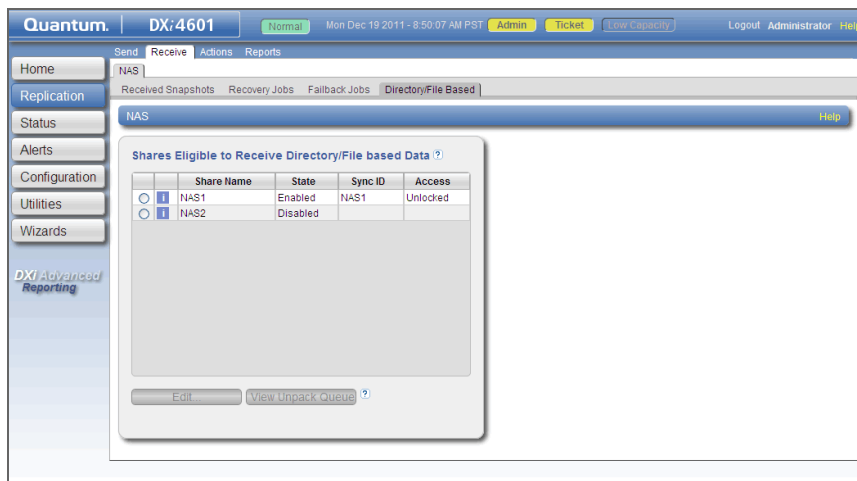 Quantum. DXi4601 Normal Mon Dec 19 2011 - 8:50:07 AM PST Admin Ticket Low Capacity Logout Administrator Help
Send Receive Actions Reports
Home
Replication
Status
Alerts
Configuration
Utilities
Wizards
DXi Advanced
Reporting
NAS
Received Snapshots Recovery Jobs Failback Jobs Directory/File Based
NAS Help
Shares Eligible to Receive Directory/File based Data ?
Share Name State Sync ID Access
i NAS1 Enabled NAS1 Unlocked
i NAS2 Disabled
Edit... View Unpack Queue ?